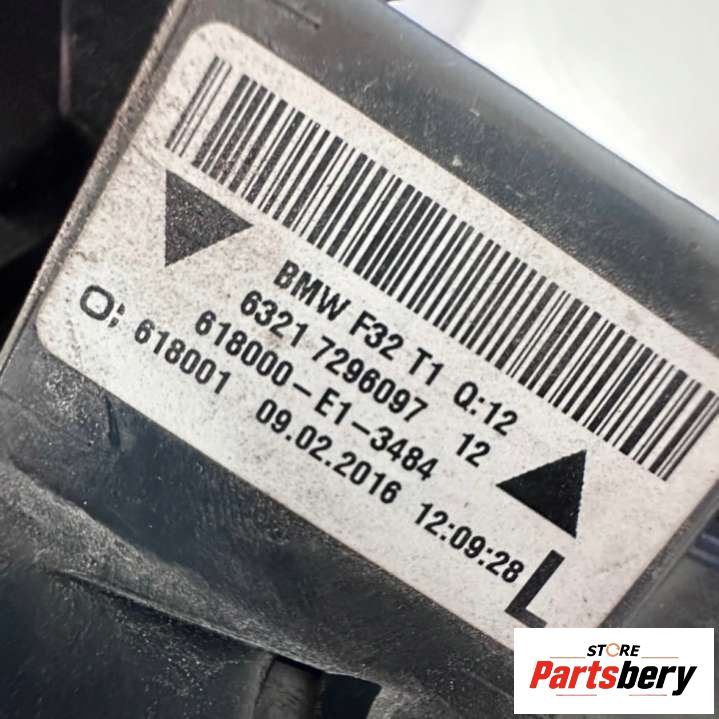 BMW F32 T1 Q:12
6321 7296097 12
618000-E1-3484
O; 618001 09.02.2016 12:09:28
L
STORE
Partsbery